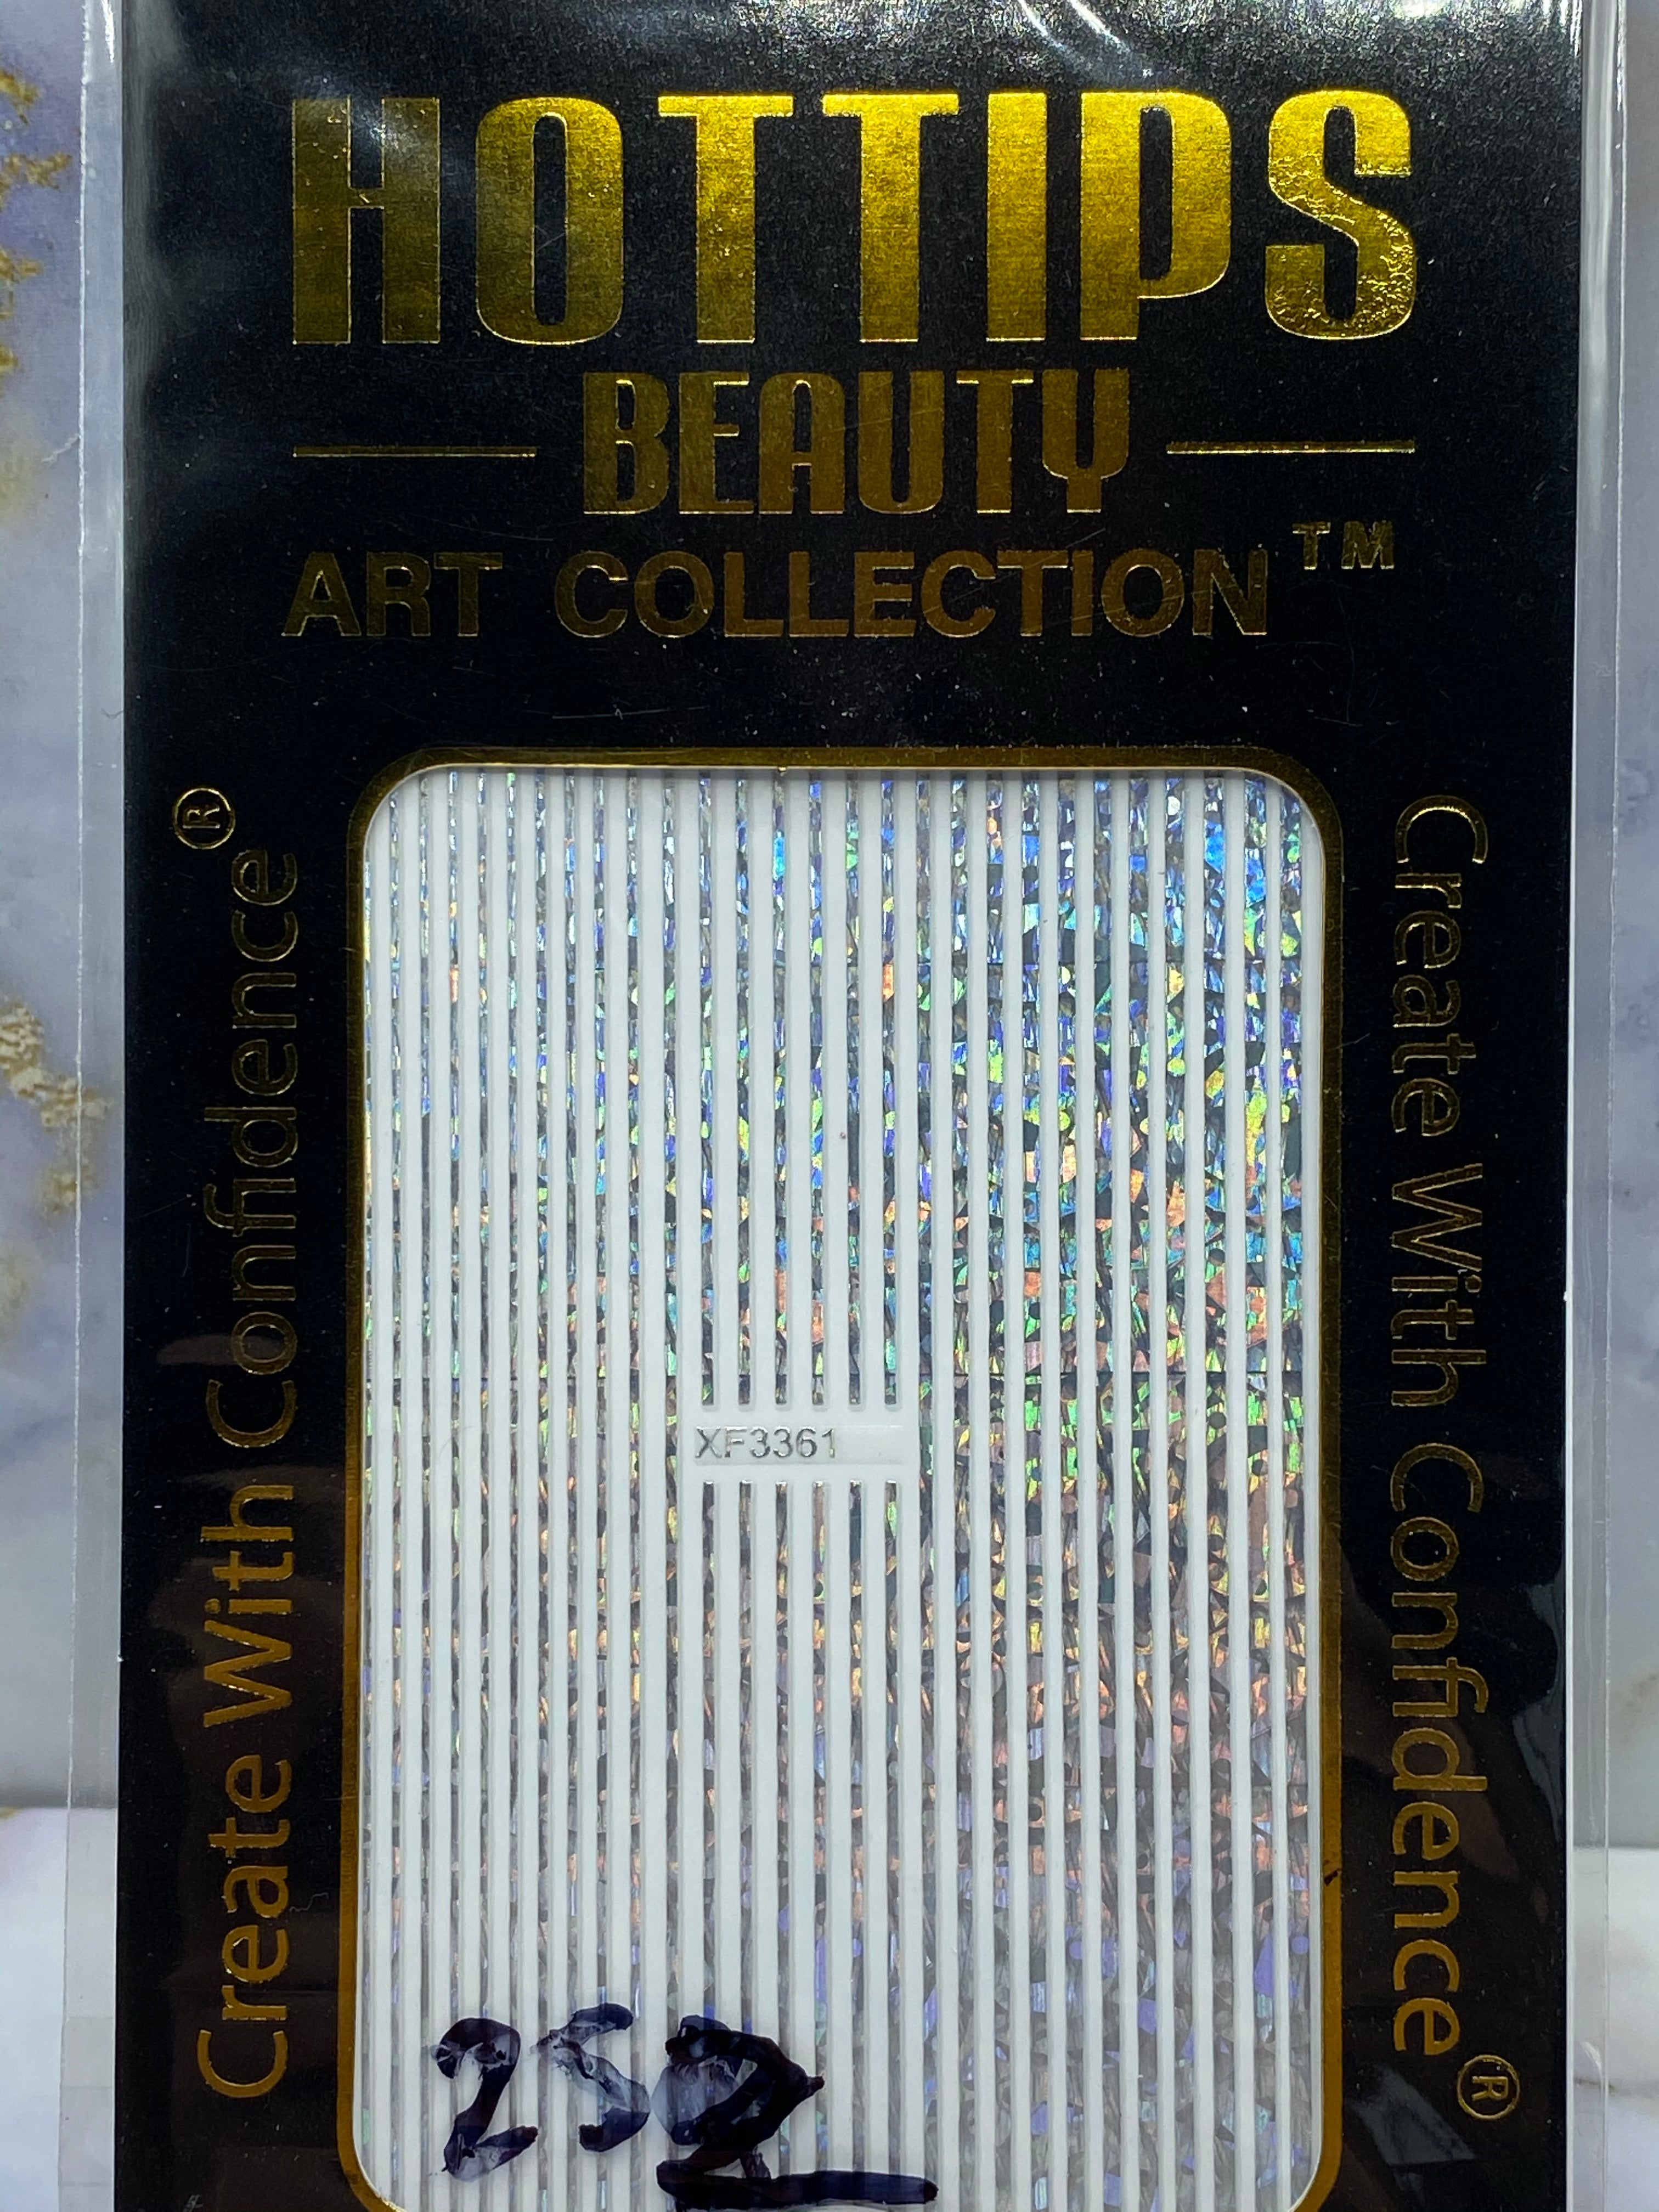 HOTTIPS
BEAUTY
ART COLLECTION™
Create With Confidence®
Create With Confidence®
XF3361
252